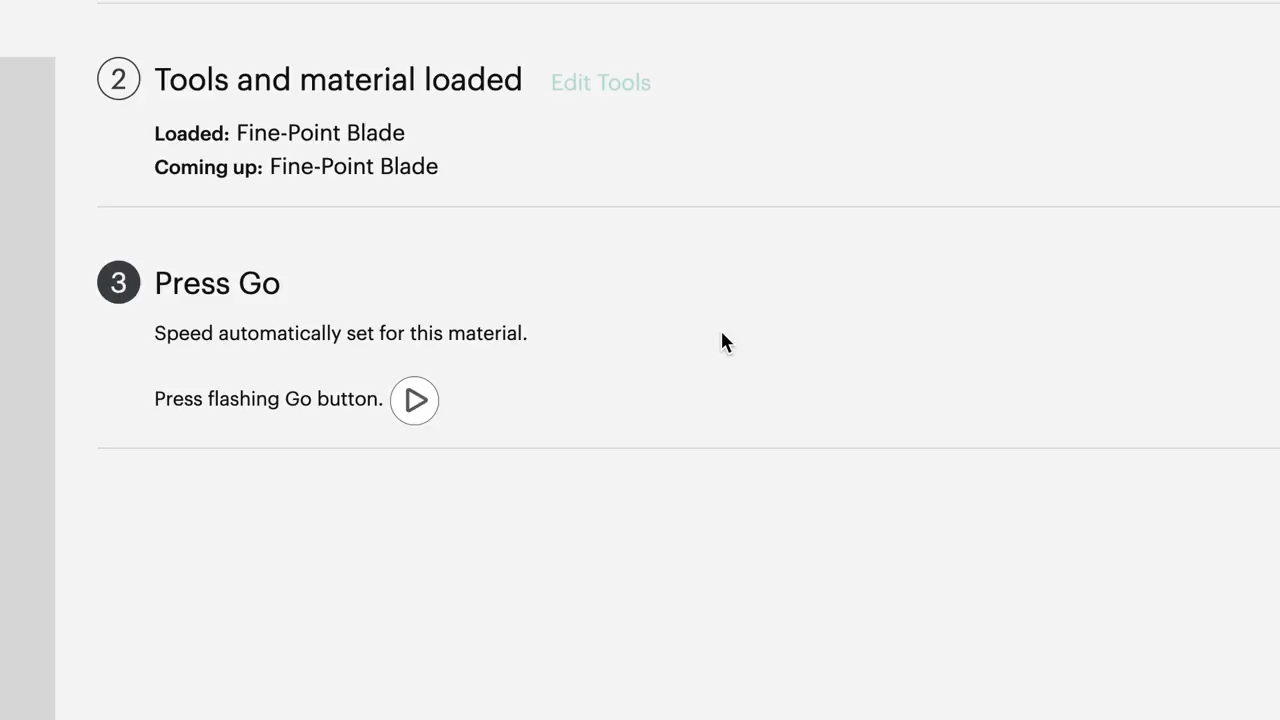 2 Tools and material loaded Edit Tools
Loaded: Fine-Point Blade
Coming up: Fine-Point Blade
3 Press Go
Speed automatically set for this material.
Press flashing Go button.